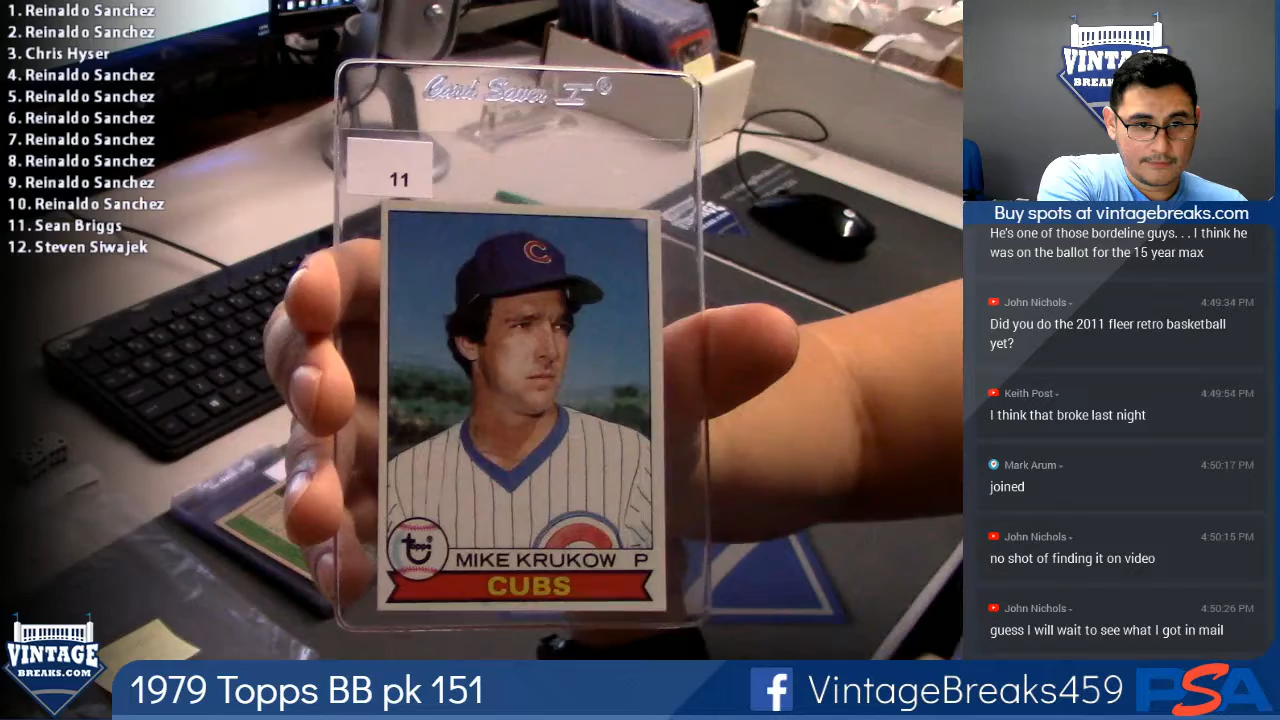 1. Reinaldo Sanchez
2. Reinaldo Sanchez
3. Chris Hyser
4. Reinaldo Sanchez
5. Reinaldo Sanchez
6. Reinaldo Sanchez
7. Reinaldo Sanchez
8. Reinaldo Sanchez
9. Reinaldo Sanchez
10. Reinaldo Sanchez
11. Sean Briggs
12. Steven Siwajek
Card Saver I®
11
C
Topps
MIKE KRUKOW P
CUBS
VINTAGE
BREAKS.COM
VINTAGE
BREAKS
Buy spots at vintagebreaks.com
He's one of those bordeline guys. . . I think he
was on the ballot for the 15 year max
John Nichols -
4:49:34 PM
Did you do the 2011 fleer retro basketball
yet?
Keith Post -
4:49:54 PM
I think that broke last night
Mark Arum -
4:50:17 PM
joined
John Nichols -
4:50:15 PM
no shot of finding it on video
John Nichols -
4:50:26 PM
guess I will wait to see what I got in mail
1979 Topps BB pk 151
f VintageBreaks459
PSA